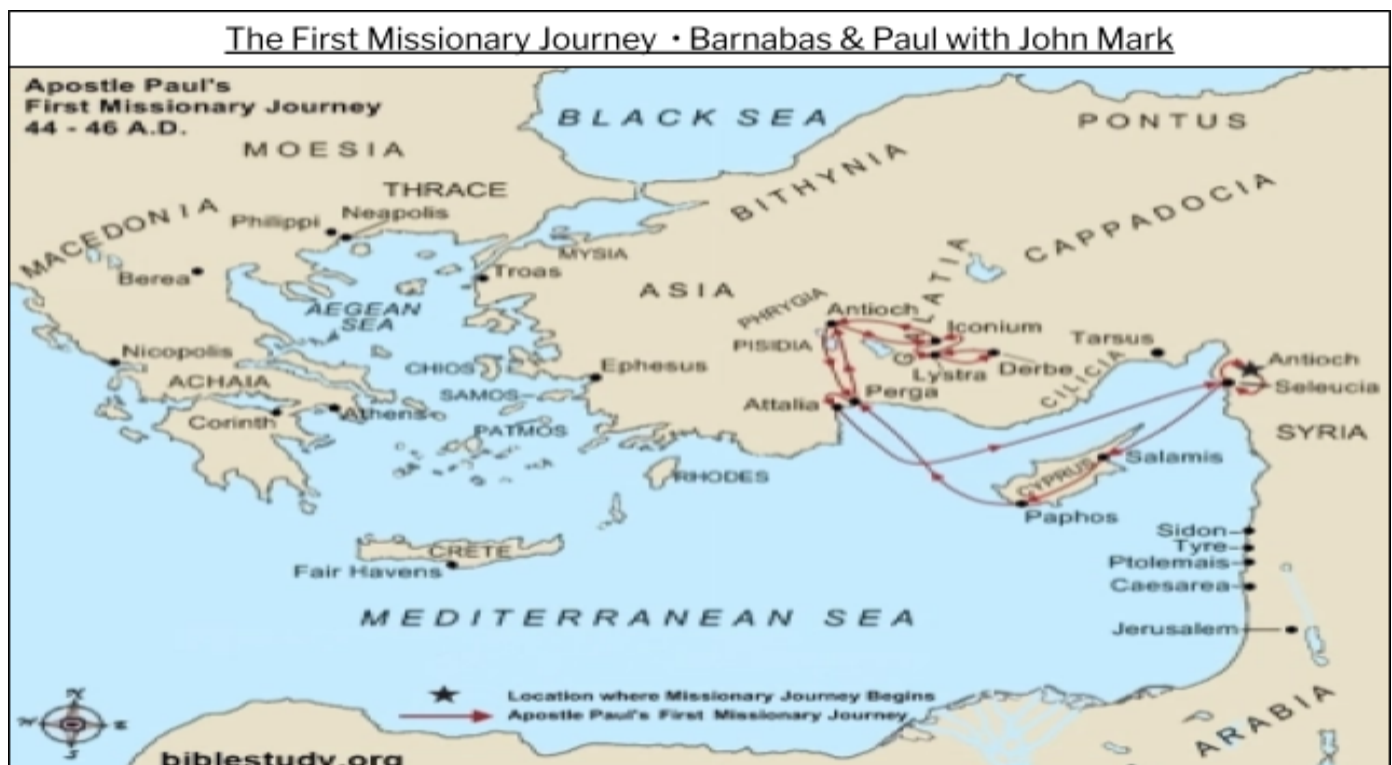 The First Missionary Journey • Barnabas & Paul with John Mark
Apostle Paul's
First Missionary Journey
44 - 46 A.D.
BLACK SEA
PONTUS
MOESIA
THRACE
BITHYNIA
CAPPADOCIA
MACEDONIA
Philippi
Neapolis
MYSIA
Berea
Troas
ASIA
GALATIA
AEGEAN
SEA
PHRYGIA
Antioch
Iconium
PISIDIA
Tarsus
Nicopolis
CHIOS
Ephesus
Lystra
Derbe
CILICIA
Antioch
ACHAIA
SAMOS
Attalia
Perga
Seleucia
Corinth
Athens
PATMOS
SYRIA
RHODES
CYPRUS
Salamis
Paphos
Sidon
Tyre
CRETE
Ptolemais
Fair Havens
Caesarea
MEDITERRANEAN SEA
Jerusalem
Location where Missionary Journey Begins
Apostle Paul's First Missionary Journey
ARABIA
N
W
E
S
biblestudy.org